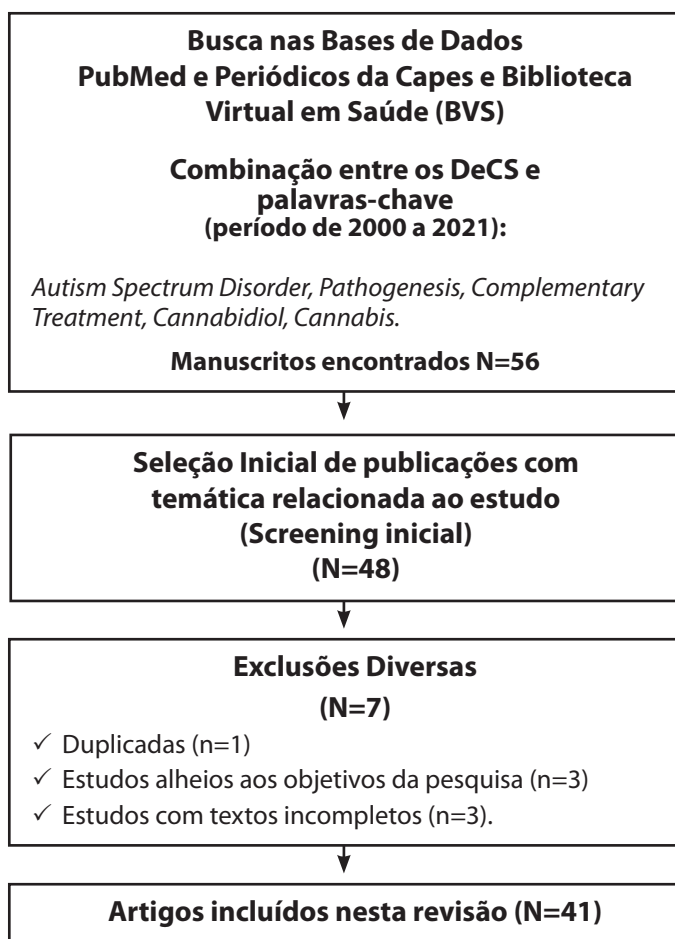 Busca nas Bases de Dados
PubMed e Periódicos da Capes e Biblioteca
Virtual em Saúde (BVS)
Combinação entre os DeCS e
palavras-chave
(período de 2000 a 2021):
Autism Spectrum Disorder, Pathogenesis, Complementary
Treatment, Cannabidiol, Cannabis.
Manuscritos encontrados N=56
Seleção Inicial de publicações com
temática relacionada ao estudo
(Screening inicial)
(N=48)
Exclusões Diversas
(N=7)
✓ Duplicadas (n=1)
✓ Estudos alheios aos objetivos da pesquisa (n=3)
✓ Estudos com textos incompletos (n=3).
Artigos incluídos nesta revisão (N=41)